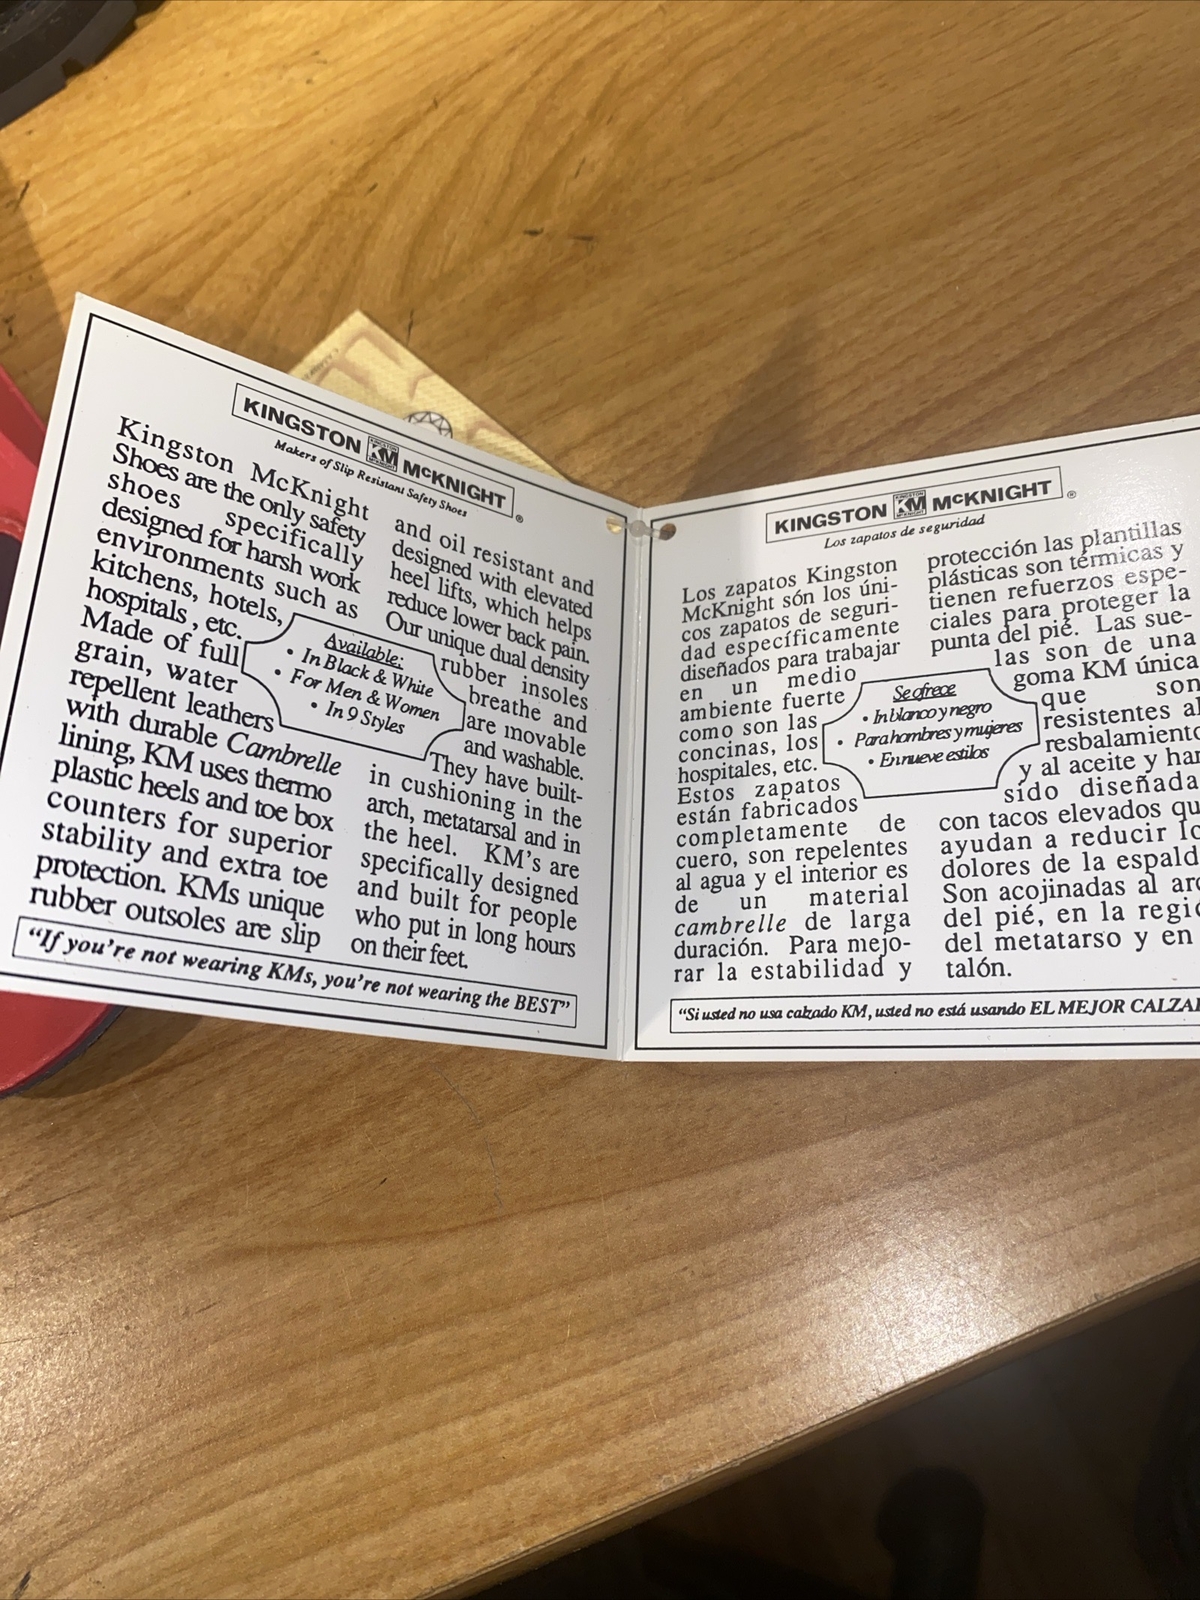 KINGSTON KM McKNIGHT ®
Makers of Slip Resistant Safety Shoes
Kingston McKnight
Shoes are the only safety
shoes specifically
designed for harsh work
environments such as
kitchens, hotels,
hospitals , etc.
Made of full
grain, water
repellent leathers
with durable Cambrelle
lining, KM uses thermo
plastic heels and toe box
counters for superior
stability and extra toe
protection. KMs unique
rubber outsoles are slip
and oil resistant and
designed with elevated
heel lifts, which helps
reduce lower back pain.
Our unique dual density
rubber insoles
breathe and
are movable
and washable.
They have built-
in cushioning in the
arch, metatarsal and in
the heel. KM's are
specifically designed
and built for people
who put in long hours
on their feet.
Available:
• In Black & White
• For Men & Women
• In 9 Styles
"If you're not wearing KMs, you're not wearing the BEST"
KINGSTON KM McKNIGHT ®
Los zapatos de seguridad
Los zapatos Kingston
McKnight són los úni-
cos zapatos de seguri-
dad específicamente
diseñados para trabajar
en un medio
ambiente fuerte
como son las
concinas, los
hospitales, etc.
Estos zapatos
están fabricados
completamente de
cuero, son repelentes
al agua y el interior es
de un material
cambrelle de larga
duración. Para mejo-
rar la estabilidad y
protección las plantillas
plásticas son térmicas y
tienen refuerzos espe-
ciales para proteger la
punta del pié. Las sue-
las son de una
goma KM única
que son
resistentes al
resbalamiento
y al aceite y han
sido diseñada
con tacos elevados qu
ayudan a reducir lo
dolores de la espald
Son acojinadas al arc
del pié, en la regió
del metatarso y en
talón.
Se ofrece
• In blanco y negro
• Para hombres y mujeres
• En nueve estilos
"Si usted no usa calzado KM, usted no está usando EL MEJOR CALZA